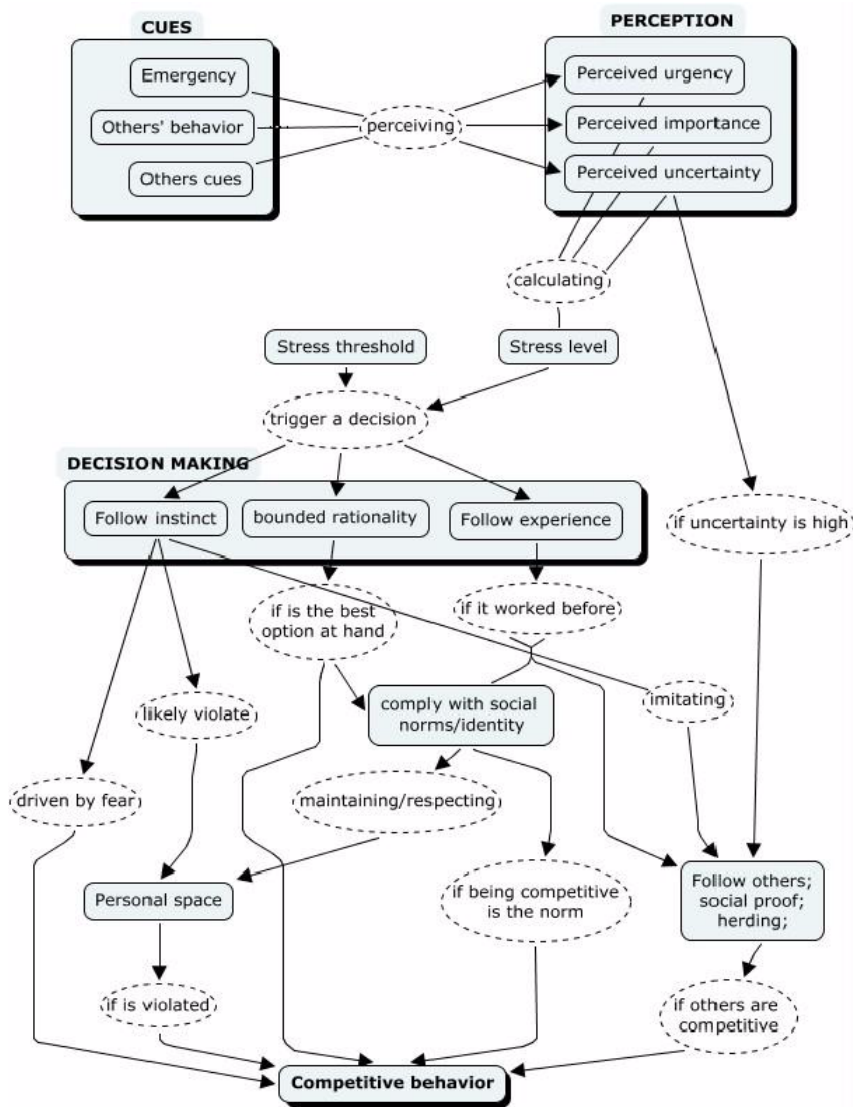 CUES
PERCEPTION
Emergency
Others' behavior
Others cues
perceiving
Perceived urgency
Perceived importance
Perceived uncertainty
calculating
Stress threshold
Stress level
trigger a decision
DECISION MAKING
Follow instinct
bounded rationality
Follow experience
if uncertainty is high
if is the best
option at hand
if it worked before
likely violate
comply with social
norms/identity
imitating
driven by fear
maintaining/respecting
Personal space
if being competitive
is the norm
Follow others;
social proof;
herding;
if is violated
if others are
competitive
Competitive behavior